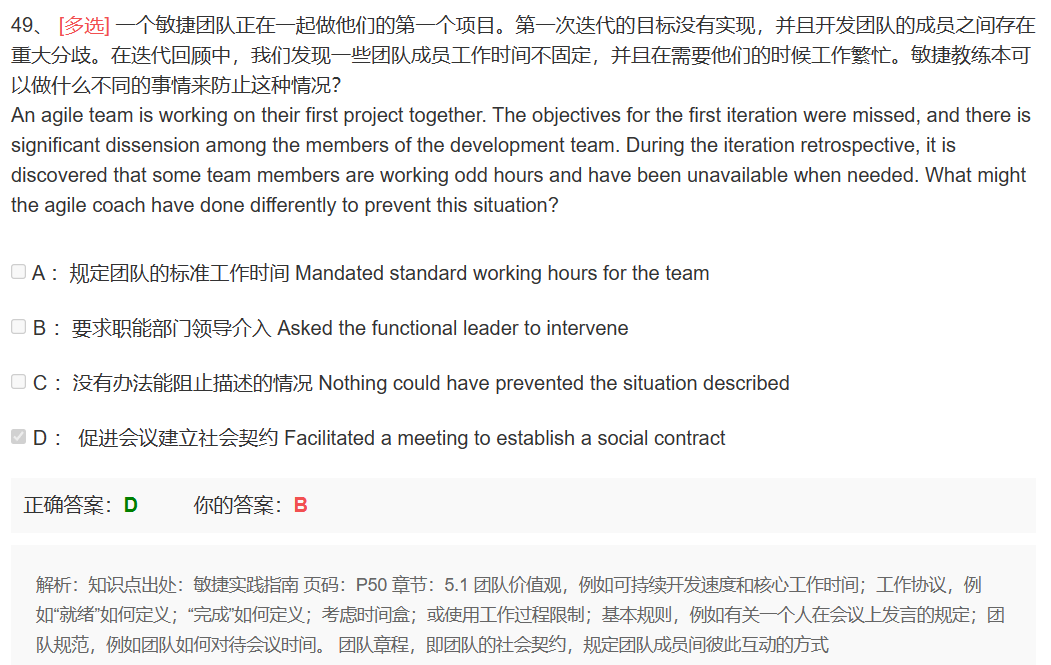 49、 [多选] 一个敏捷团队正在一起做他们的第一个项目。第一次迭代的目标没有实现，并且开发团队的成员之间存在
重大分歧。在迭代回顾中，我们发现一些团队成员工作时间不固定，并且在需要他们的时候工作繁忙。敏捷教练本可
以做什么不同的事情来防止这种情况？
An agile team is working on their first project together. The objectives for the first iteration were missed, and there is
significant dissension among the members of the development team. During the iteration retrospective, it is
discovered that some team members are working odd hours and have been unavailable when needed. What might
the agile coach have done differently to prevent this situation?
A： 规定团队的标准工作时间 Mandated standard working hours for the team
B： 要求职能部门领导介入 Asked the functional leader to intervene
C： 没有办法能阻止描述的情况 Nothing could have prevented the situation described
D： 促进会议建立社会契约 Facilitated a meeting to establish a social contract
正确答案：D 你的答案：B
解析：知识点出处：敏捷实践指南 页码：P50 章节：5.1 团队价值观，例如可持续开发速度和核心工作时间；工作协议，例
如“就绪”如何定义；“完成”如何定义；考虑时间盒；或使用工作过程限制；基本规则，例如有关一个人在会议上发言的规定；团
队规范，例如团队如何对待会议时间。 团队章程，即团队的社会契约，规定团队成员间彼此互动的方式